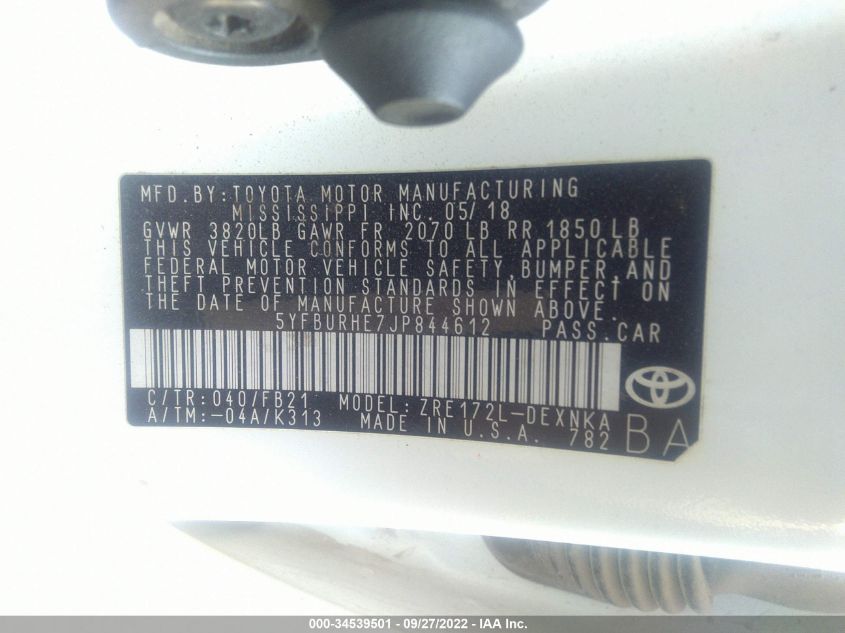 MFD. BY: TOYOTA MOTOR MANUFACTURING
MISSISSIPPI INC. 05/18
GVWR 3820LB GAWR FR 2070 LB RR 1850 LB
THIS VEHICLE CONFORMS TO ALL APPLICABLE
FEDERAL MOTOR VEHICLE SAFETY, BUMPER, AND
THEFT PREVENTION STANDARDS IN EFFECT ON
THE DATE OF MANUFACTURE SHOWN ABOVE.
5YFBURHE7JP844612 PASS. CAR
C/TR: 040/FB21 MODEL: ZRE172L-DEXNKA
A/TM: -04A/K313 MADE IN U.S.A. 782 BA
000-34539501 - 09/27/2022 - IAA Inc.